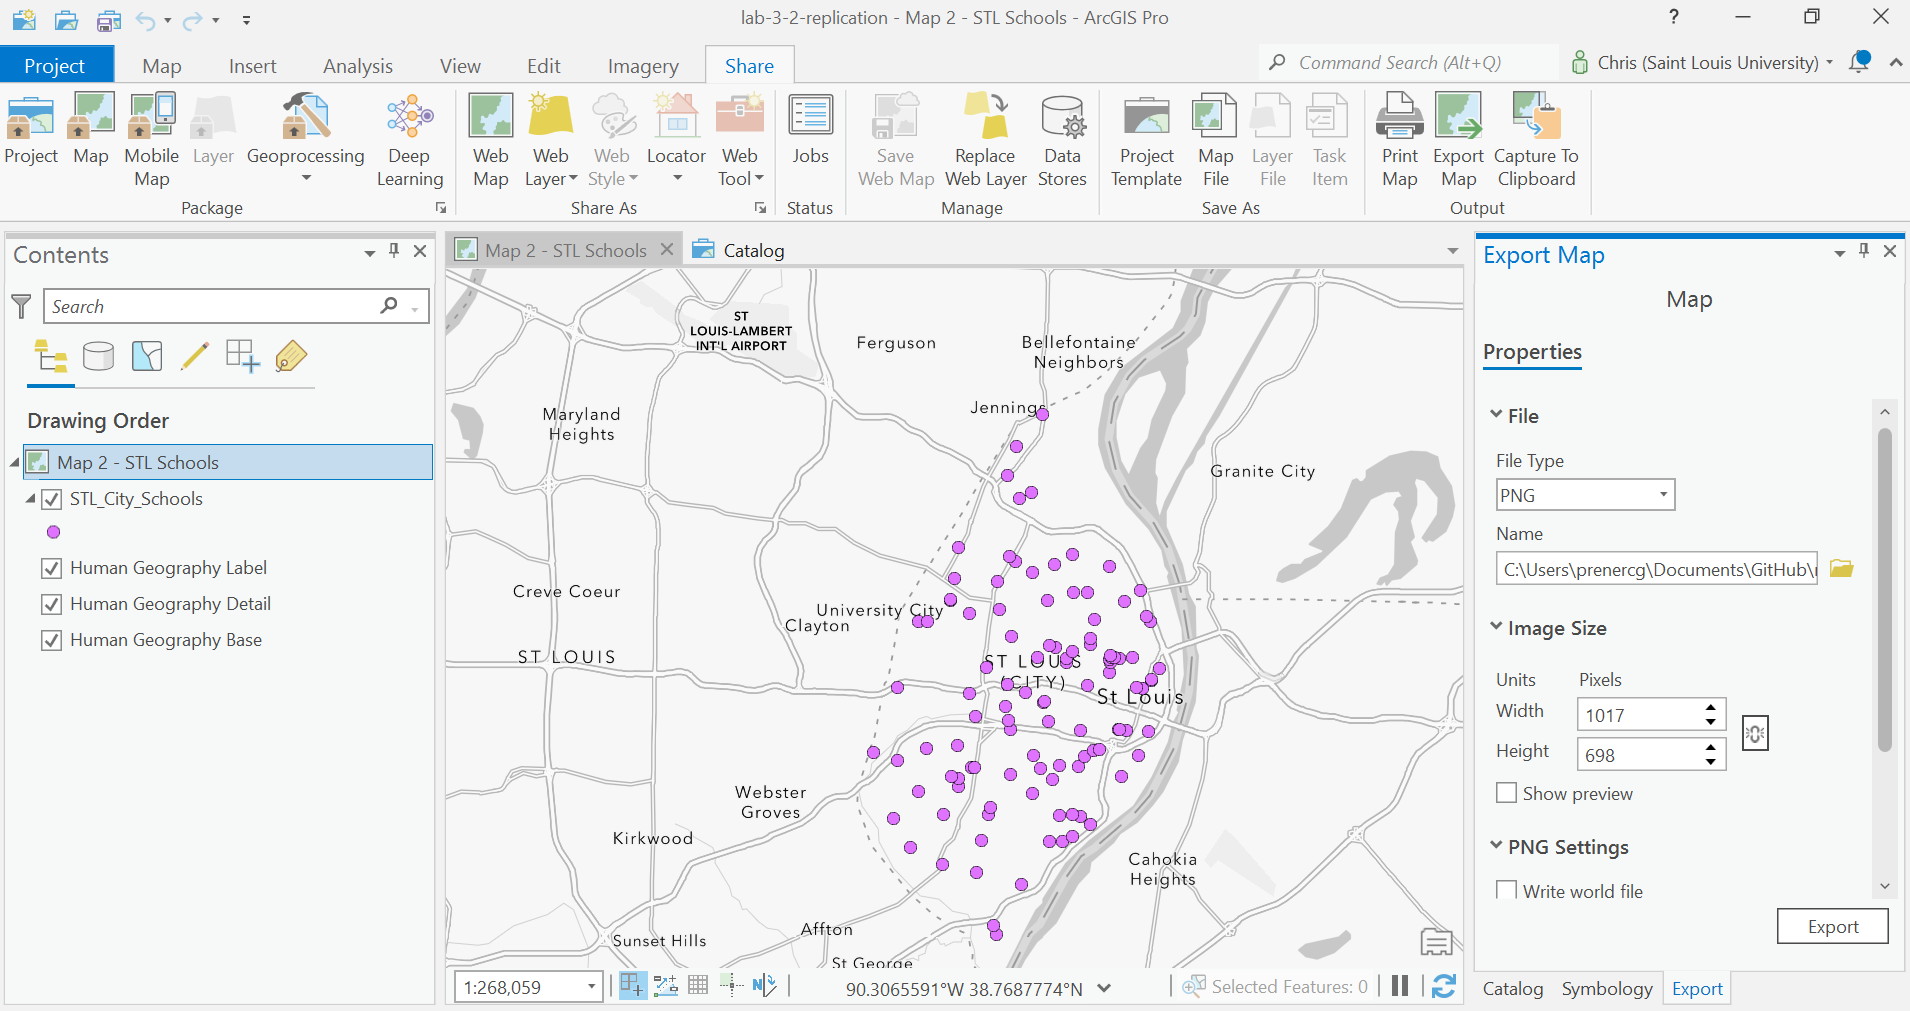 lab-3-2-replication - Map 2 - STL Schools - ArcGIS Pro
?
Project Map Insert Analysis View Edit Imagery Share
Command Search (Alt+Q)
Chris (Saint Louis University)
Project
Map
Mobile
Map
Layer
Geoprocessing
Deep
Learning
Package
Web
Map
Web
Layer
Web
Style
Locator
Web
Tool
Share As
Jobs
Status
Save
Web Map
Replace
Web Layer
Data
Stores
Manage
Project
Template
Map
File
Layer
File
Task
Item
Save As
Print
Map
Export
Map
Capture To
Clipboard
Output
Contents
Search
Drawing Order
Map 2 - STL Schools
STL_City_Schools
Human Geography Label
Human Geography Detail
Human Geography Base
Map 2 - STL Schools
Catalog
ST
LOUIS-LAMBERT
INT'L AIRPORT
Ferguson
Bellefontaine
Neighbors
Jennings
Maryland
Heights
Granite City
Creve Coeur
University City
Clayton
ST LOUIS
ST LOUIS
(CITY)
St Louis
Webster
Groves
Kirkwood
Cahokia
Heights
Affton
Sunset Hills
St George
1:268,059
90.3065591°W 38.7687774°N
Selected Features: 0
Export Map
Map
Properties
File
File Type
PNG
Name
C:\Users\prenercg\Documents\GitHub\
Image Size
Units Pixels
Width 1017
Height 698
Show preview
PNG Settings
Write world file
Export
Catalog Symbology Export